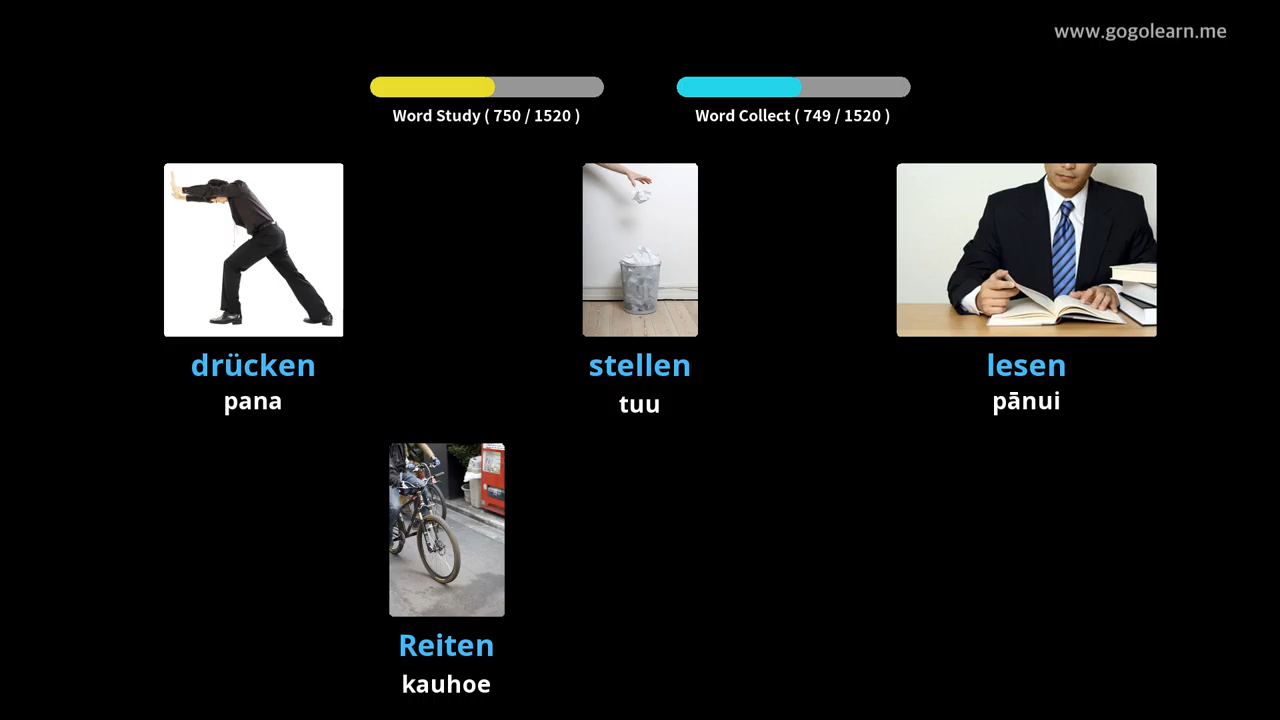 www.gogolearn.me
Word Study ( 750 / 1520 )
Word Collect ( 749 / 1520 )
drücken
pana
stellen
tuu
lesen
pānui
Reiten
kauhoe